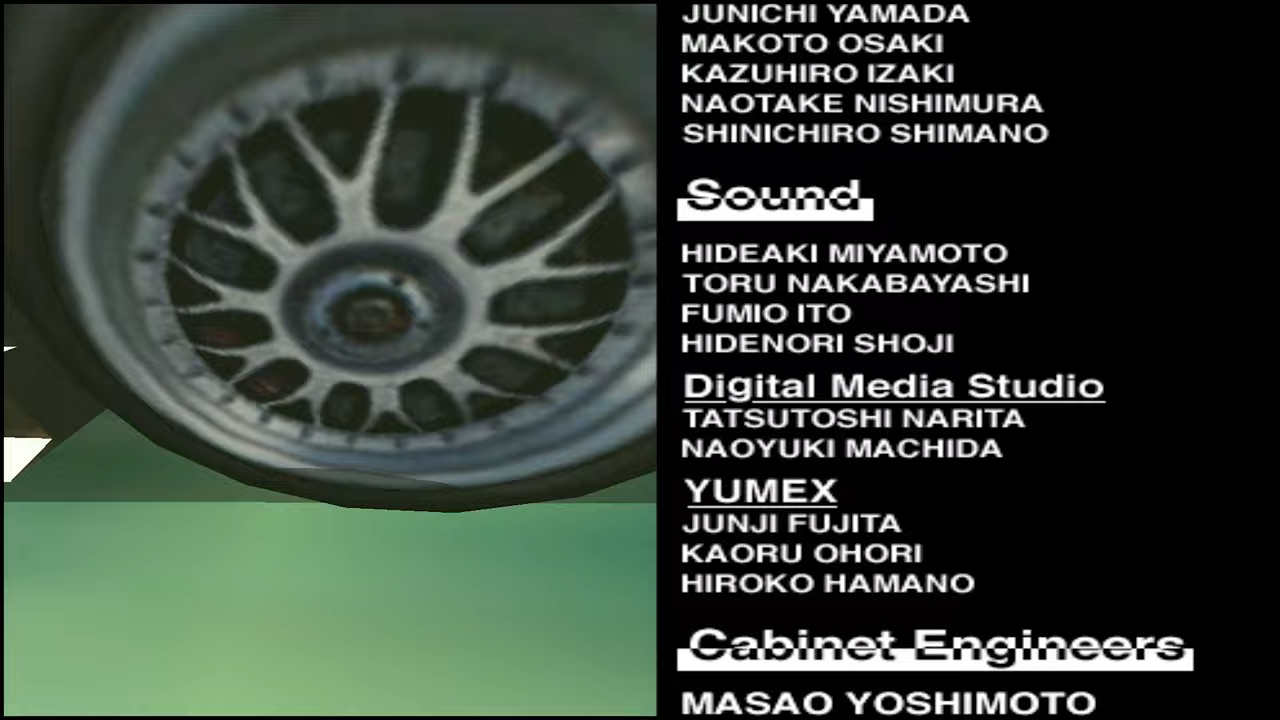 JUNICHI YAMADA
MAKOTO OSAKI
KAZUHIRO IZAKI
NAOTAKE NISHIMURA
SHINICHIRO SHIMANO
Sound
HIDEAKI MIYAMOTO
TORU NAKABAYASHI
FUMIO ITO
HIDENORI SHOJI
Digital Media Studio
TATSUTOSHI NARITA
NAOYUKI MACHIDA
YUMEX
JUNJI FUJITA
KAORU OHORI
HIROKO HAMANO
Cabinet Engineers
MASAO YOSHIMOTO